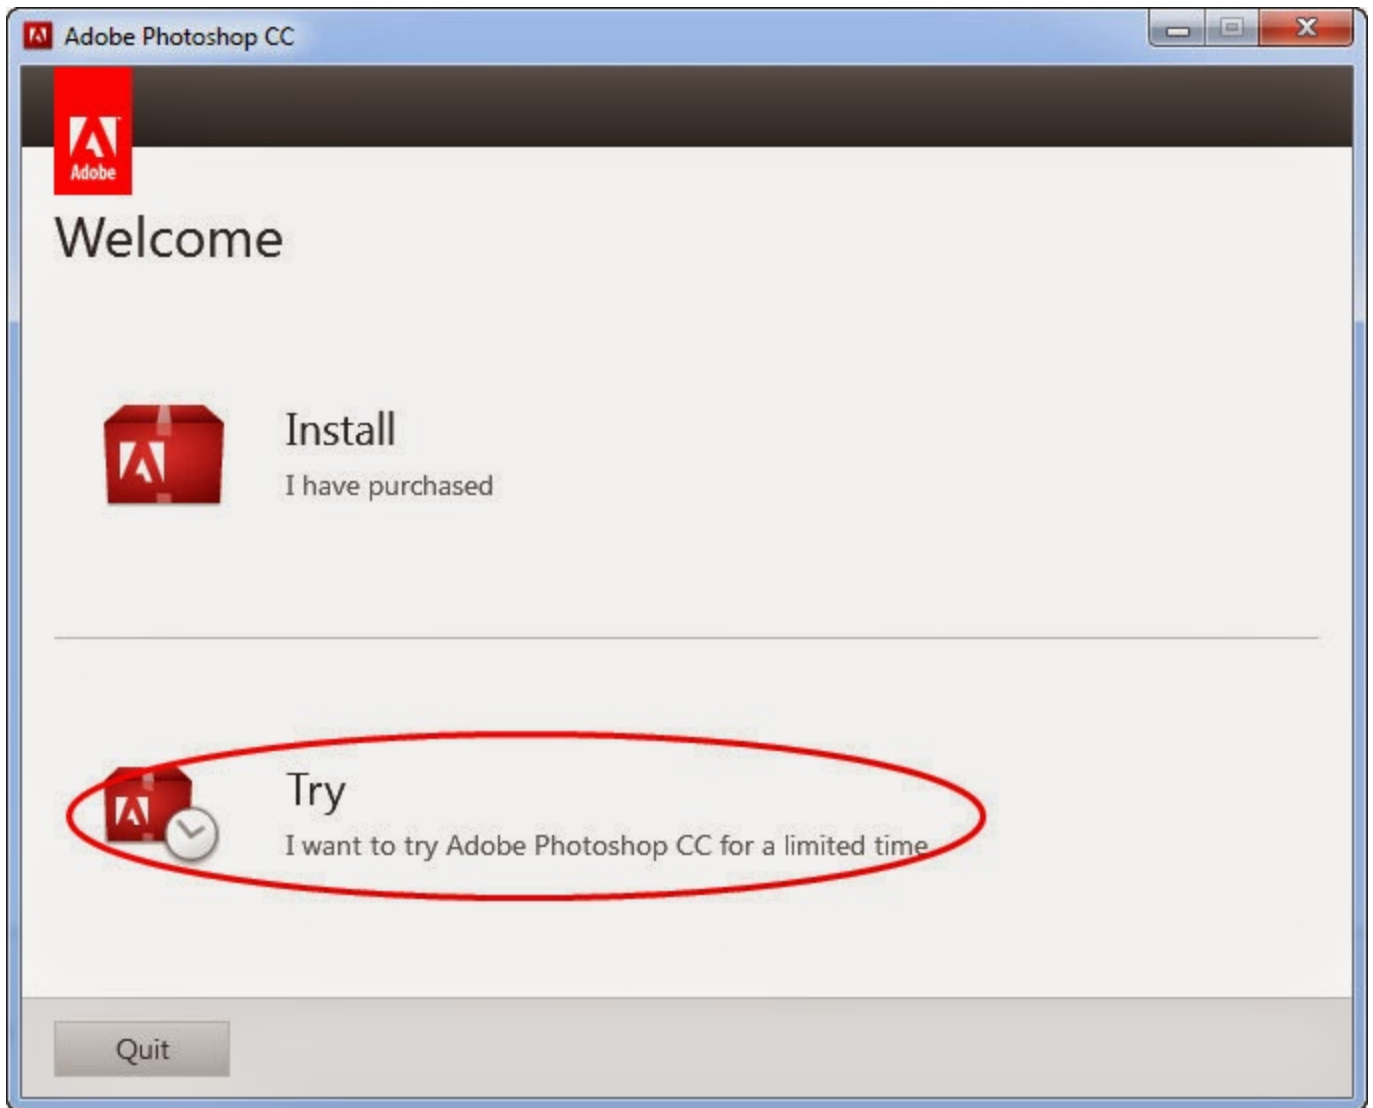 Adobe Photoshop CC
Adobe
Welcome
Install
I have purchased
Try
I want to try Adobe Photoshop CC for a limited time
Quit